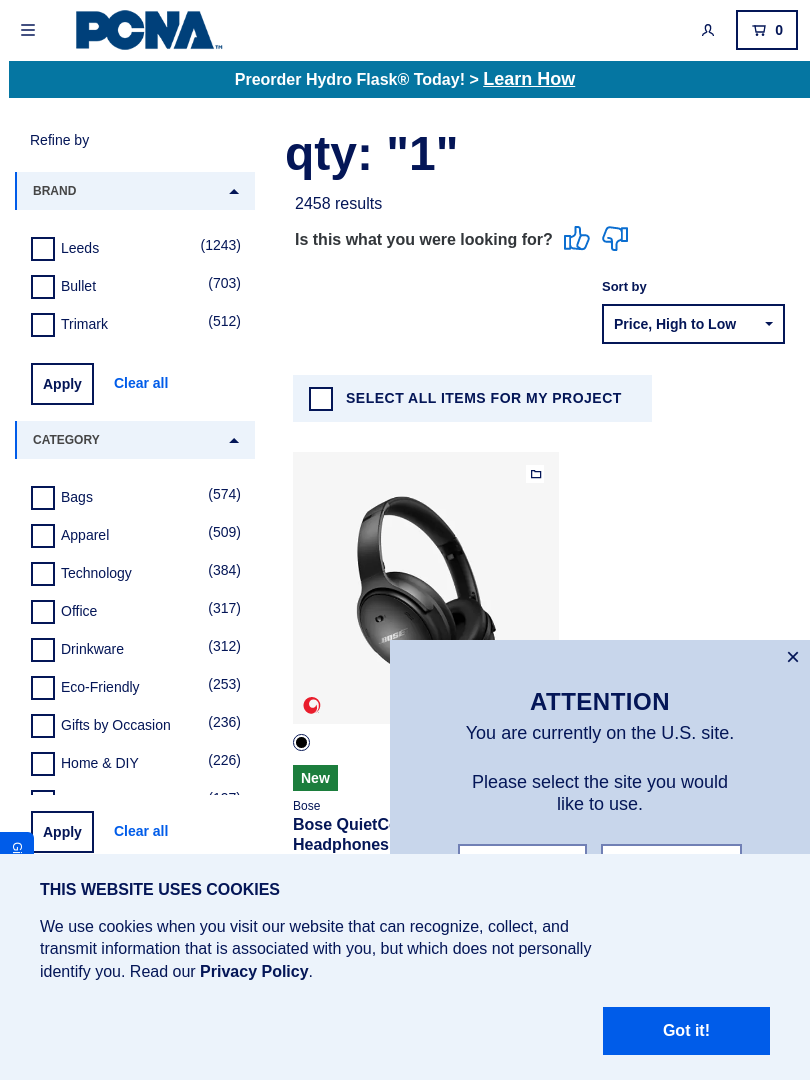 PCNA™
0
Preorder Hydro Flask® Today! > Learn How
Refine by
qty: "1"
BRAND
2458 results
Leeds (1243)
Is this what you were looking for?
Bullet (703)
Sort by
Trimark (512)
Price, High to Low
Apply Clear all
SELECT ALL ITEMS FOR MY PROJECT
CATEGORY
Bags (574)
Apparel (509)
Technology (384)
Office (317)
Drinkware (312)
BOSE
Eco-Friendly (253)
Gifts by Occasion (236)
Home & DIY (226)
×
ATTENTION
You are currently on the U.S. site.
Please select the site you would
like to use.
New
Bose
Bose QuietC
Headphones
Apply Clear all
THIS WEBSITE USES COOKIES
We use cookies when you visit our website that can recognize, collect, and
transmit information that is associated with you, but which does not personally
identify you. Read our Privacy Policy.
Got it!